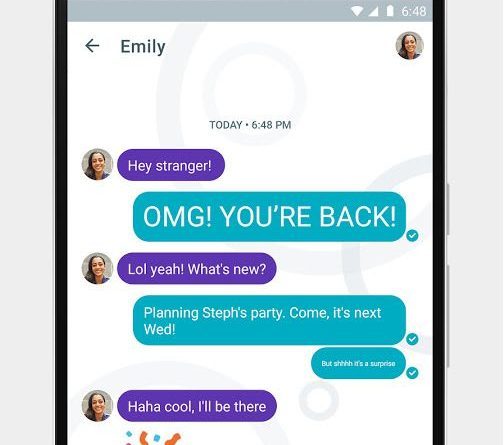 6:48
Emily
TODAY • 6:48 PM
Hey stranger!
OMG! YOU'RE BACK!
Lol yeah! What's new?
Planning Steph's party. Come, it's next
Wed!
But shhhh it's a surprise
Haha cool, I'll be there